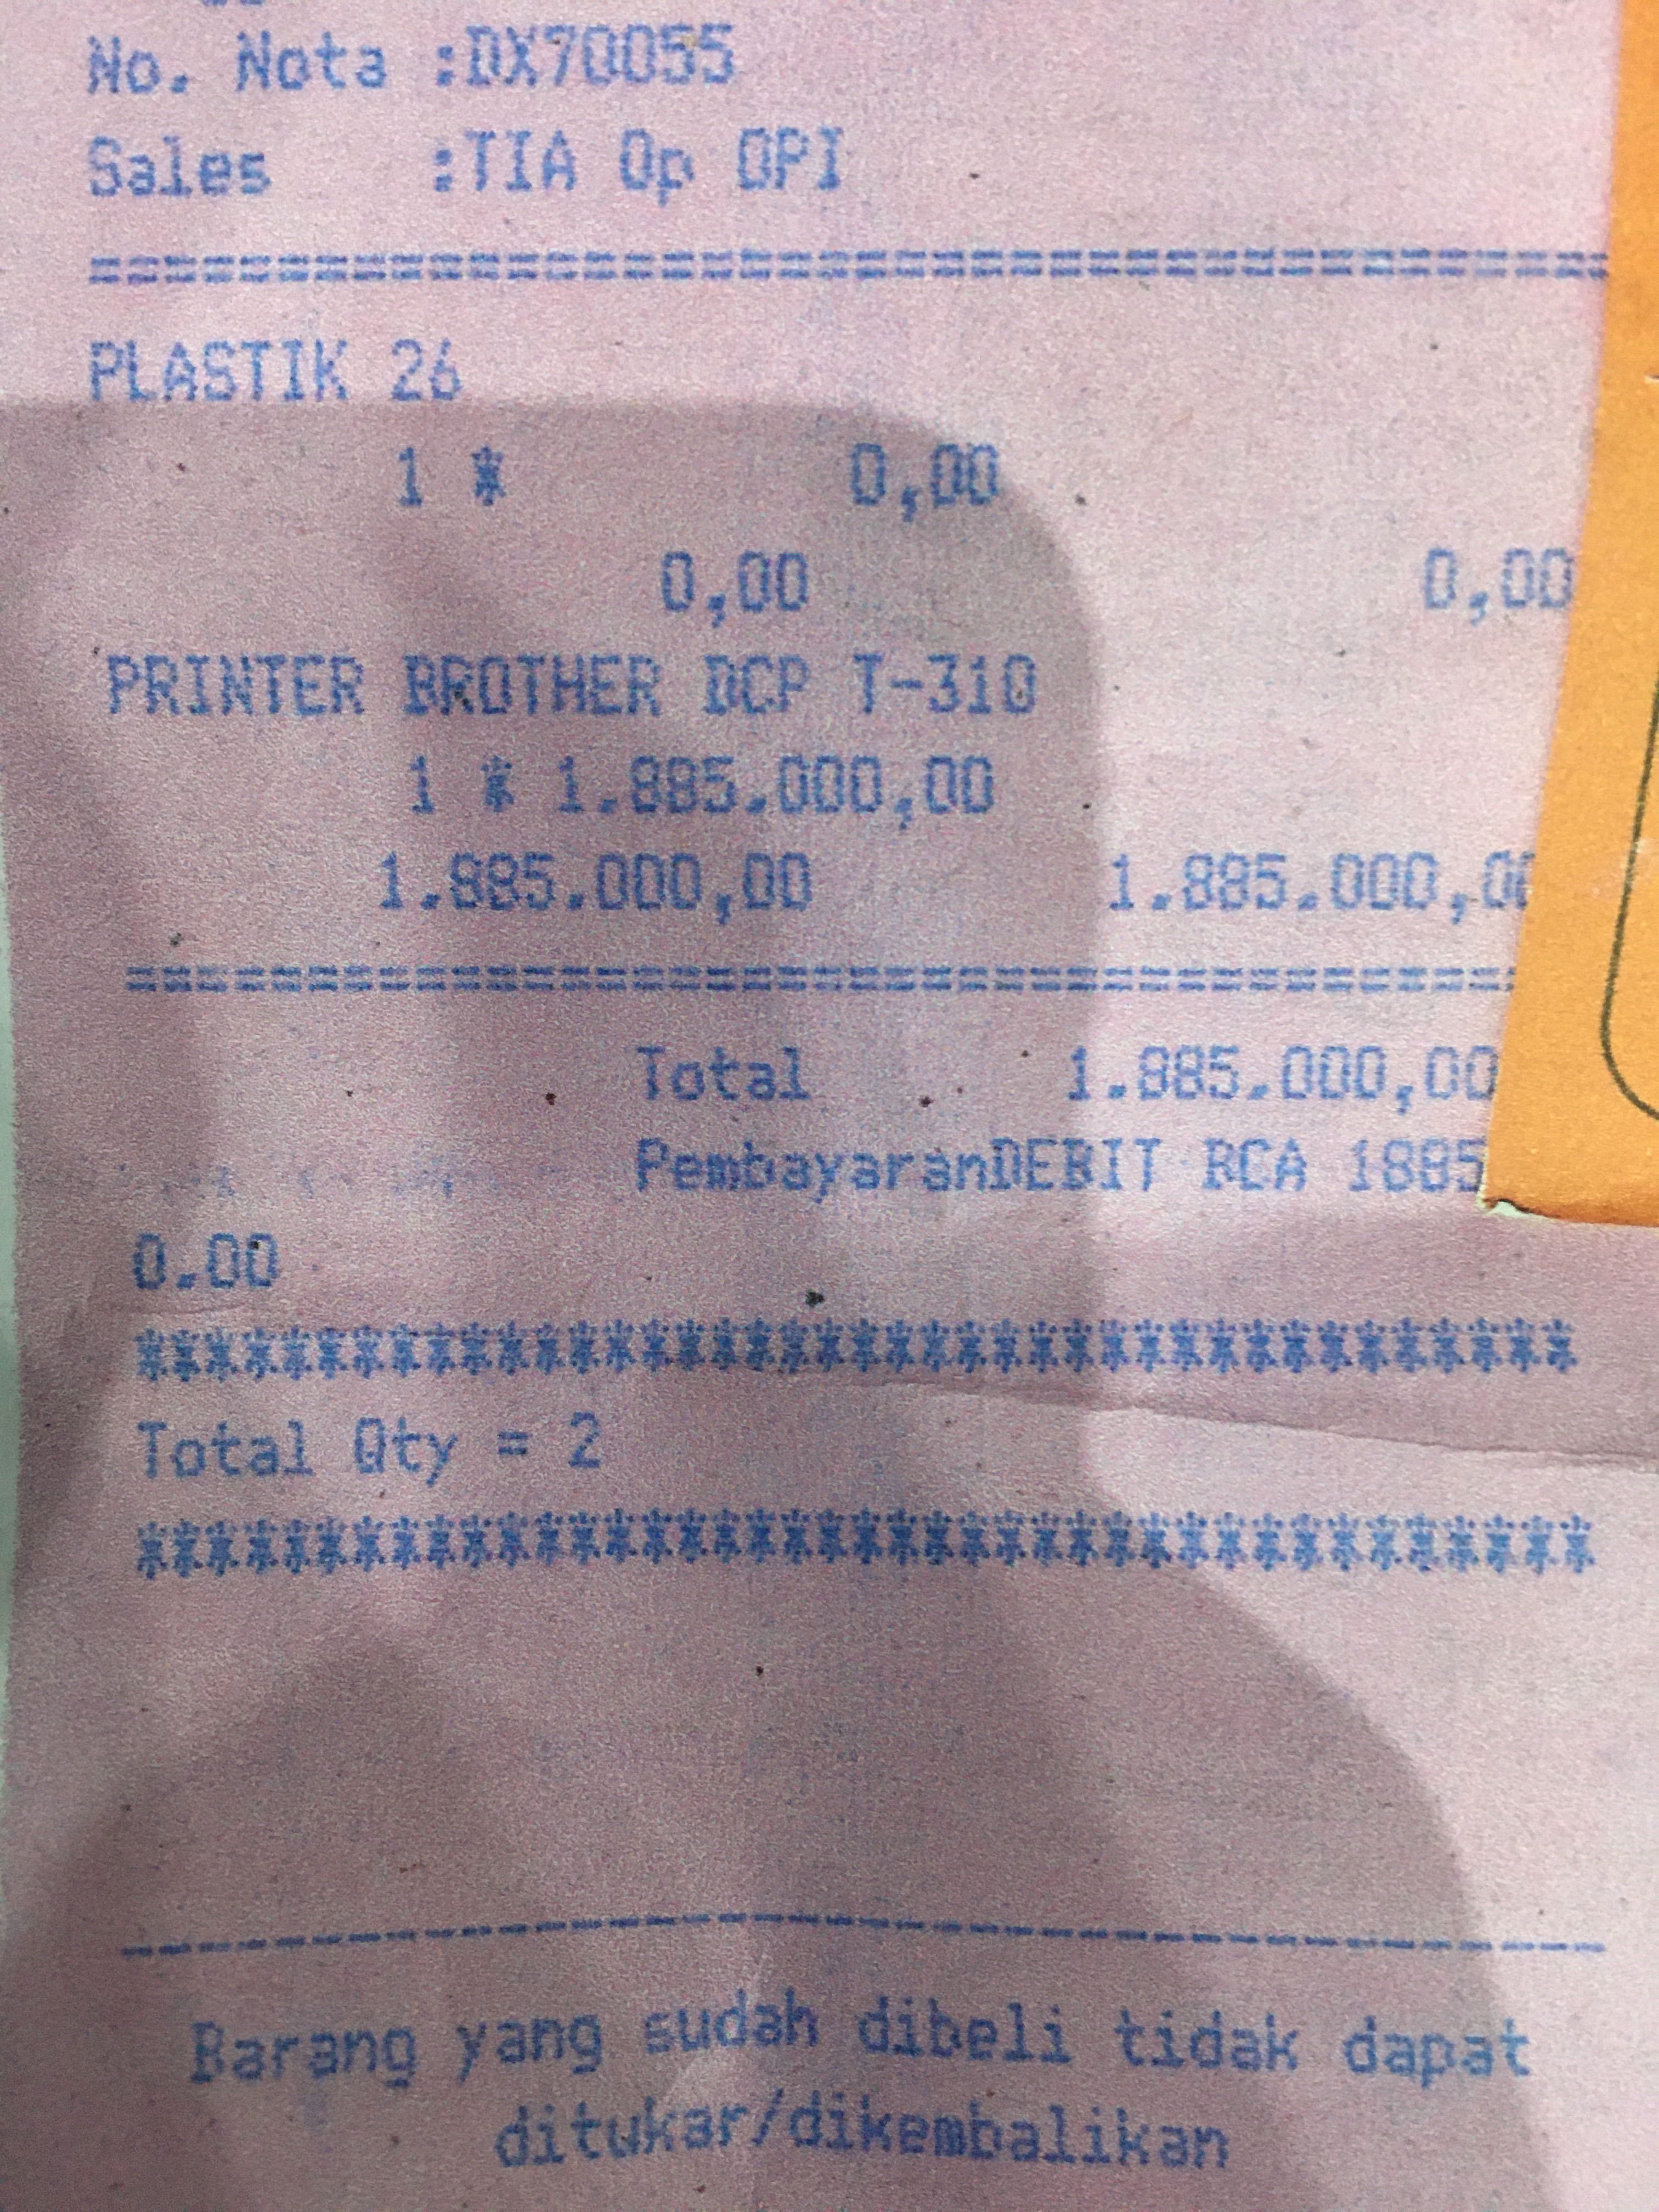 No. Nota :DX70055
Sales :TIA Op OPI
========================================
PLASTIK 26
1 * 0,00
0,00 0,00
PRINTER BROTHER DCP T-310
1 * 1.885.000,00
1.885.000,00 1.885.000,00
========================================
Total 1.885.000,00
PembayaranDEBIT BCA 1885
0.00
****************************************
Total Qty = 2
****************************************
----------------------------------------
Barang yang sudah dibeli tidak dapat
ditukar/dikembalikan